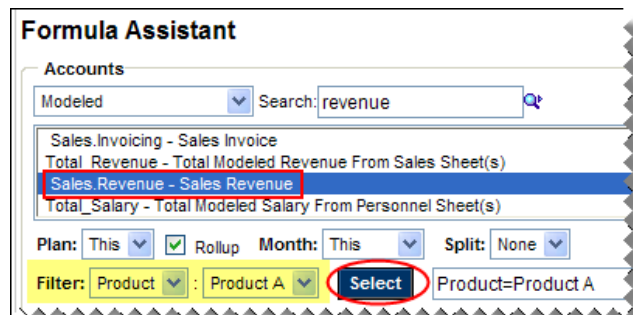 Formula Assistant
Accounts
Modeled Search: revenue
Sales.Invoicing - Sales Invoice
Total_Revenue - Total Modeled Revenue From Sales Sheet(s)
Sales.Revenue - Sales Revenue
Total_Salary - Total Modeled Salary From Personnel Sheet(s)
Plan: This Rollup Month: This Split: None
Filter: Product : Product A Select Product=Product A